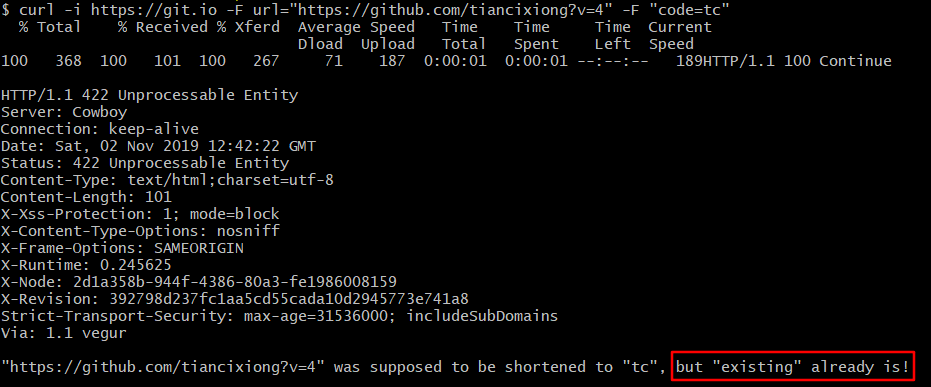 $ curl -i https://git.io -F url="https://github.com/tiancixiong?v=4" -F "code=tc"
% Total % Received % Xferd Average Speed Time Time Time Current
Dload Upload Total Spent Left Speed
100 368 100 101 100 267 71 187 0:00:01 0:00:01 --:--:-- 189HTTP/1.1 100 Continue
HTTP/1.1 422 Unprocessable Entity
Server: Cowboy
Connection: keep-alive
Date: Sat, 02 Nov 2019 12:42:22 GMT
Status: 422 Unprocessable Entity
Content-Type: text/html;charset=utf-8
Content-Length: 101
X-Xss-Protection: 1; mode=block
X-Content-Type-Options: nosniff
X-Frame-Options: SAMEORIGIN
X-Runtime: 0.245625
X-Node: 2d1a358b-944f-4386-80a3-fe1986008159
X-Revision: 392798d237fc1aa5cd55cada10d2945773e741a8
Strict-Transport-Security: max-age=31536000; includeSubDomains
Via: 1.1 vegur
"https://github.com/tiancixiong?v=4" was supposed to be shortened to "tc", but "existing" already is!